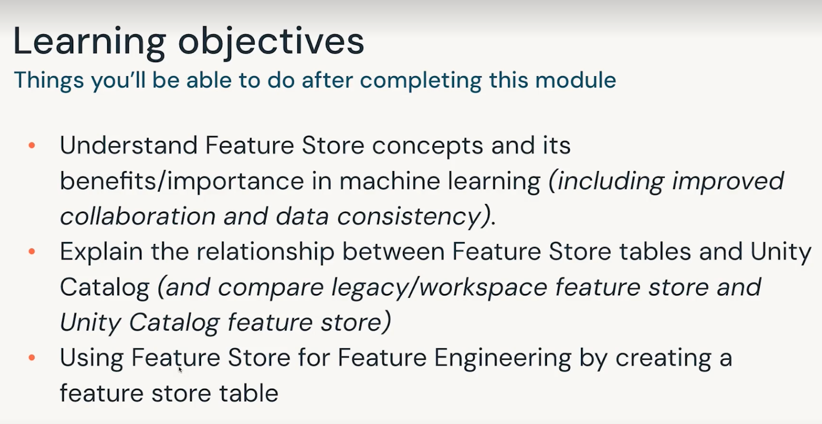 Learning objectives
Things you'll be able to do after completing this module
• Understand Feature Store concepts and its
benefits/importance in machine learning (including improved
collaboration and data consistency).
• Explain the relationship between Feature Store tables and Unity
Catalog (and compare legacy/workspace feature store and
Unity Catalog feature store)
• Using Feature Store for Feature Engineering by creating a
feature store table